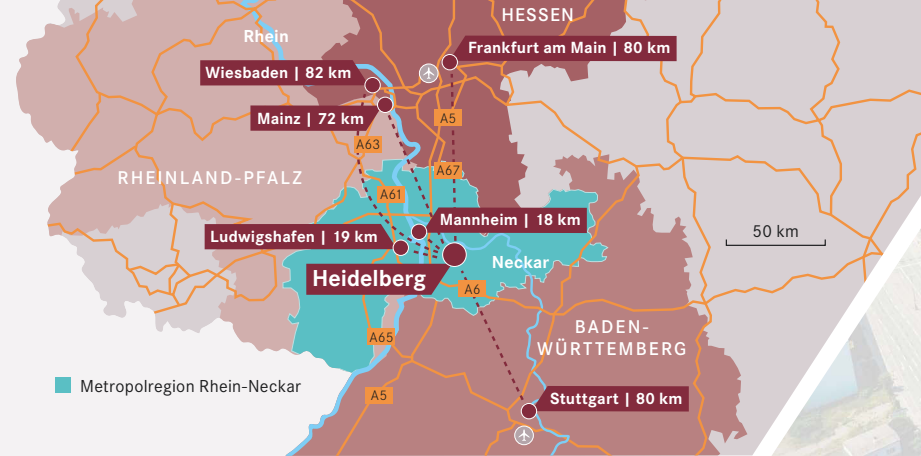 HESSEN
Rhein
Frankfurt am Main | 80 km
Wiesbaden | 82 km
Mainz | 72 km
A5
A63
A67
RHEINLAND-PFALZ
A61
Mannheim | 18 km
Ludwigshafen | 19 km
50 km
Neckar
Heidelberg
A6
BADEN-
WÜRTTEMBERG
A65
Metropolregion Rhein-Neckar
A5
Stuttgart | 80 km